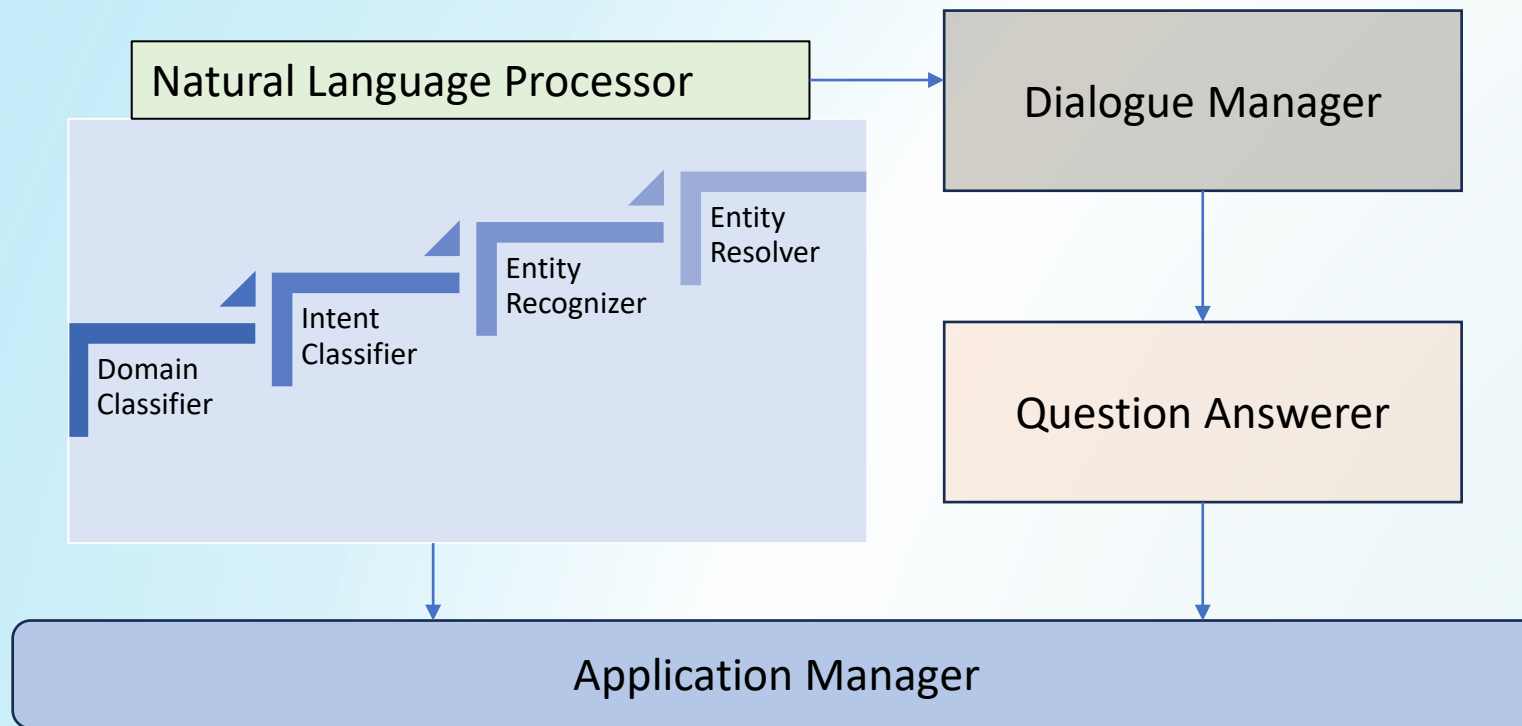 Natural Language Processor
Dialogue Manager
Entity
Resolver
Entity
Recognizer
Intent
Classifier
Domain
Classifier
Question Answerer
Application Manager